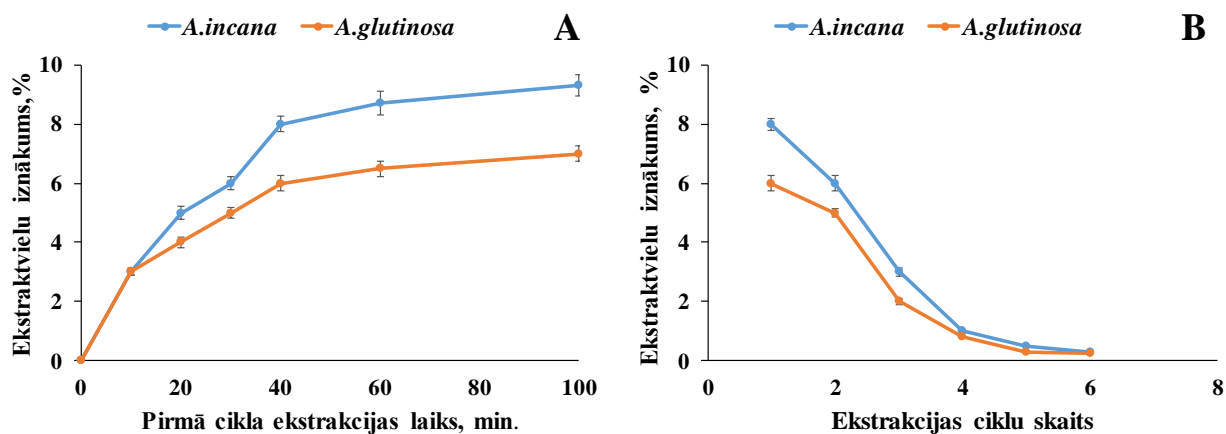 A.incana A.glutinosa A
Ekstraktvielu iznākums,%
10
8
6
4
2
0
0 20 40 60 80 100
Pirmā cikla ekstrakcijas laiks, min.
A.incana A.glutinosa B
Ekstraktvielu iznākums, %
10
8
6
4
2
0
0 2 4 6 8
Ekstrakcijas ciklu skaits